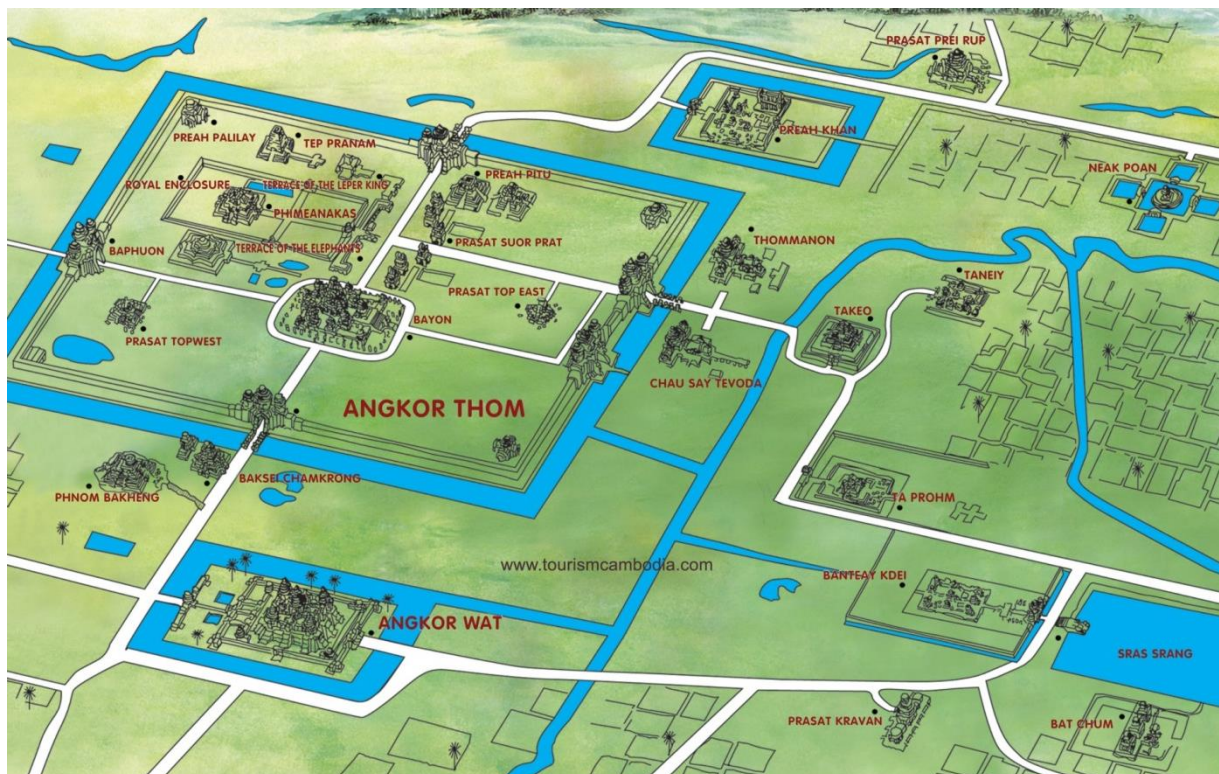 PRASAT PREI RUP
PREAH PALILAY
TEP PRANAM
PREAH KHAN
PREAH PITU
NEAK POAN
ROYAL ENCLOSURE
TERRACE OF THE LEPER KING
PHIMEANAKAS
BAPHUON
TERRACE OF THE ELEPHANTS
PRASAT SUOR PRAT
THOMMANON
TANEIY
PRASAT TOP EAST
TAKEO
BAYON
PRASAT TOPWEST
CHAU SAY TEVODA
ANGKOR THOM
PHNOM BAKHENG
BAKSEI CHAMKRONG
TA PROHM
www.tourismcambodia.com
BANTEAY KDEI
ANGKOR WAT
SRAS SRANG
PRASAT KRAVAN
BAT CHUM